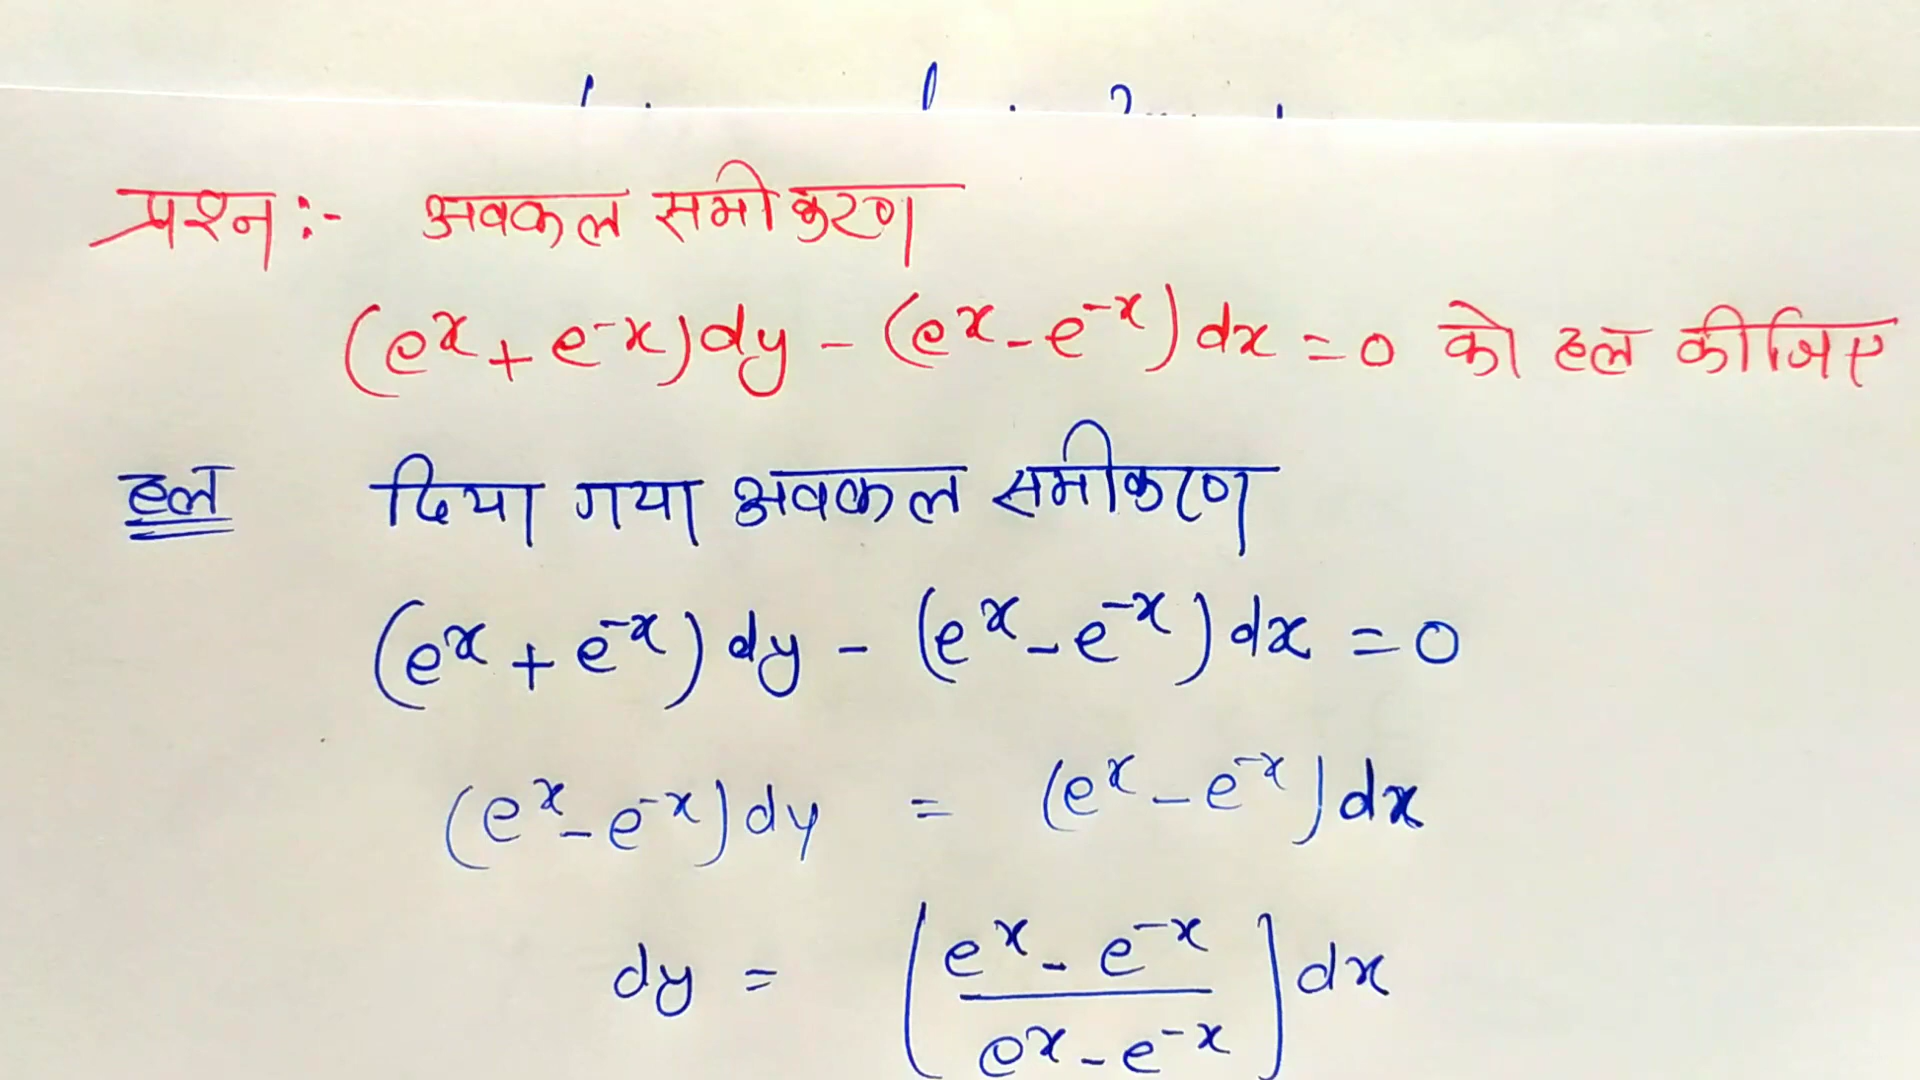 प्रश्न :- अवकल समीकरण
(eˣ + e⁻ˣ) dy - (eˣ - e⁻ˣ) dx = 0 को हल कीजिए
हल दिया गया अवकल समीकरण
(eˣ + e⁻ˣ) dy - (eˣ - e⁻ˣ) dx = 0
(eˣ - e⁻ˣ) dy = (eˣ - e⁻ˣ) dx
dy = [(eˣ - e⁻ˣ) / (eˣ - e⁻ˣ)] dx